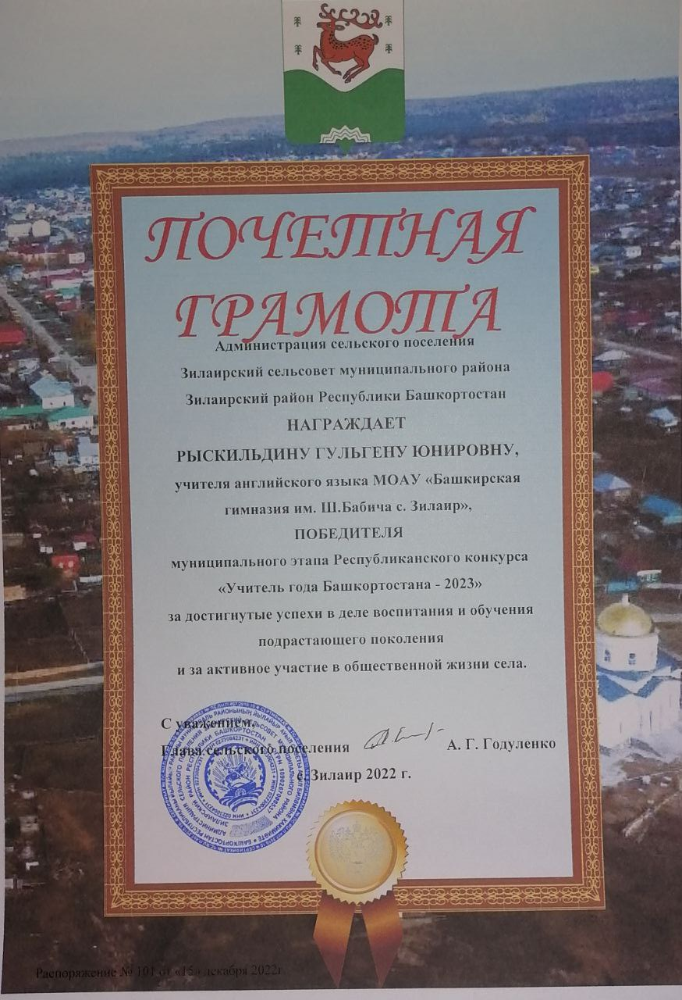 ПОЧЕТНАЯ
ГРАМОТА
Администрация сельского поселения
Зилаирский сельсовет муниципального района
Зилаирский район Республики Башкортостан
НАГРАЖДАЕТ
РЫСКИЛЬДИНУ ГУЛЬГЕНУ ЮНИРОВНУ,
учителя английского языка МОАУ «Башкирская
гимназия им. Ш.Бабича с. Зилаир»,
ПОБЕДИТЕЛЯ
муниципального этапа Республиканского конкурса
«Учитель года Башкортостана - 2023»
за достигнутые успехи в деле воспитания и обучения
подрастающего поколения
и за активное участие в общественной жизни села.
С уважением,
Глава сельского поселения
А. Г. Годуленко
с. Зилаир 2022 г.
Распоряжение № 101 от «15» декабря 2022г.